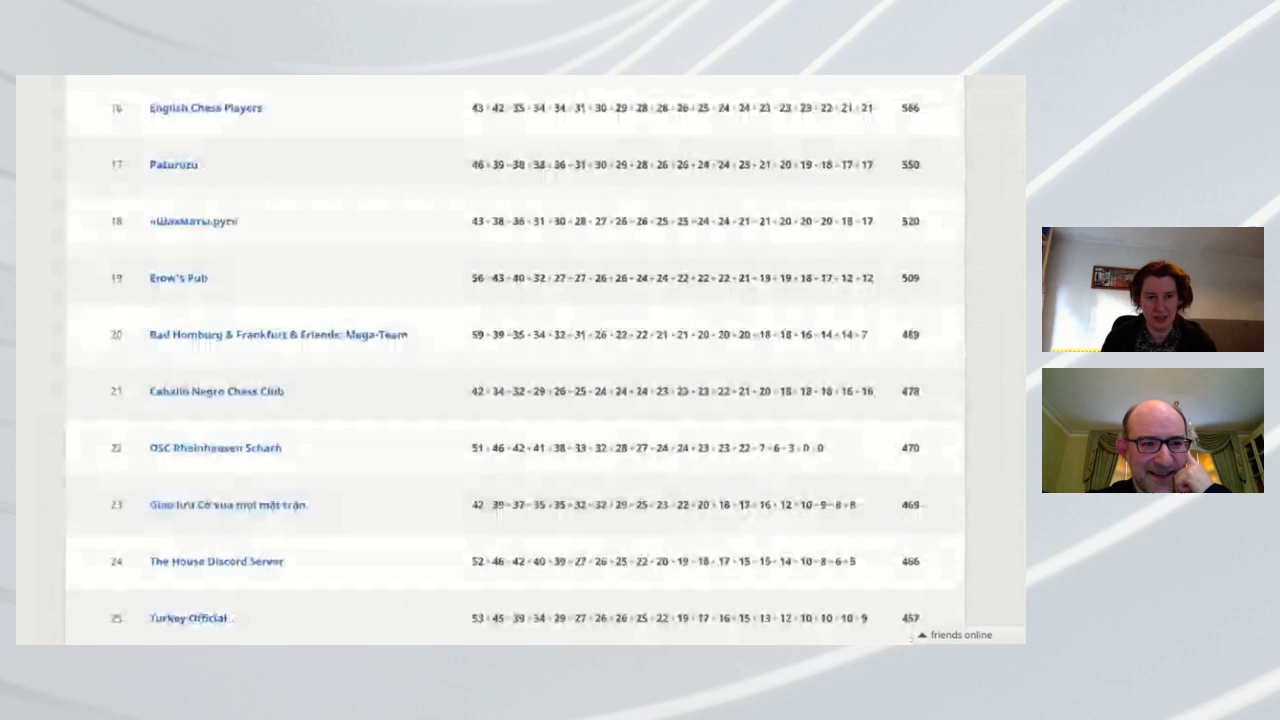 16 English Chess Players 43 42 35 34 34 31 30 29 28 28 26 25 24 24 23 23 23 22 21 21 566
17 Paturuzu 46 39 38 38 36 31 30 29 28 26 26 24 24 23 21 20 19 18 17 17 550
18 43 38 36 31 30 28 27 26 26 25 25 24 24 21 21 20 20 20 18 17 520
19 Erow's Pub 56 43 40 32 27 27 26 26 24 24 22 22 22 21 19 19 18 17 12 12 509
20 Bad Homburg & Frankfurt & Friends: Mega-Team 59 39 35 34 32 31 26 22 22 21 21 20 20 20 18 18 16 14 14 7 489
21 Caballo Negro Chess Club 42 34 32 29 26 25 24 24 24 23 23 23 22 21 20 18 18 18 16 16 478
22 OSC Rheinhausen Schach 51 46 42 41 38 33 32 28 27 24 24 23 23 22 7 6 3 0 0 470
23 Giao lưu Cờ vua mọi mặt trận. 42 39 37 35 35 32 32 29 25 23 22 20 18 17 16 12 10 9 8 8 469
24 The House Discord Server 52 46 42 40 39 27 26 25 22 20 19 18 17 15 15 14 10 8 6 5 466
25 Turkey Official 53 45 39 34 29 27 26 26 25 22 19 17 16 15 13 12 10 10 10 9 457
friends online